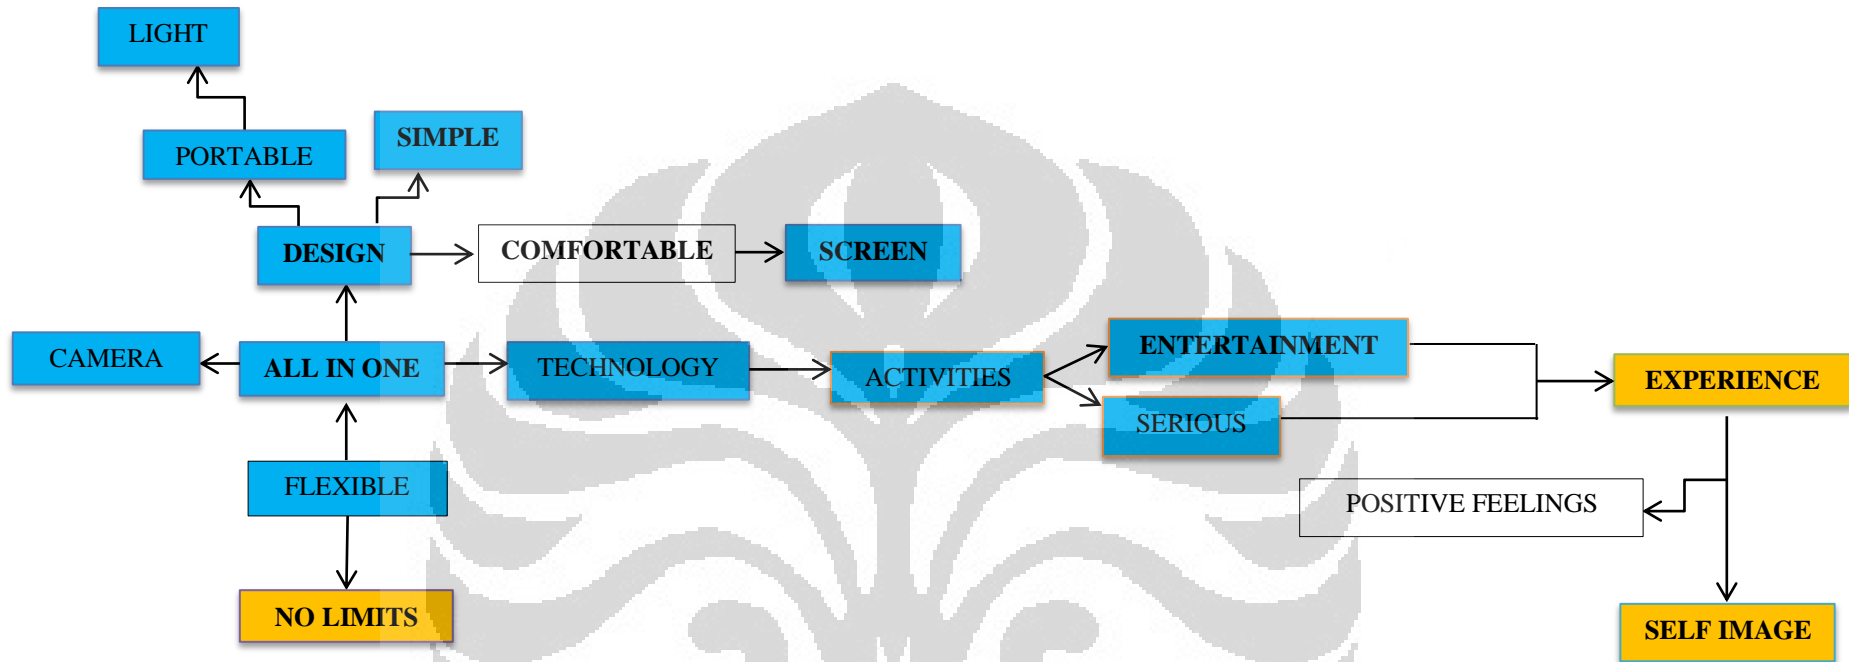 LIGHT
SIMPLE
PORTABLE
DESIGN
COMFORTABLE
SCREEN
CAMERA
ALL IN ONE
TECHNOLOGY
ACTIVITIES
ENTERTAINMENT
SERIOUS
EXPERIENCE
FLEXIBLE
POSITIVE FEELINGS
NO LIMITS
SELF IMAGE